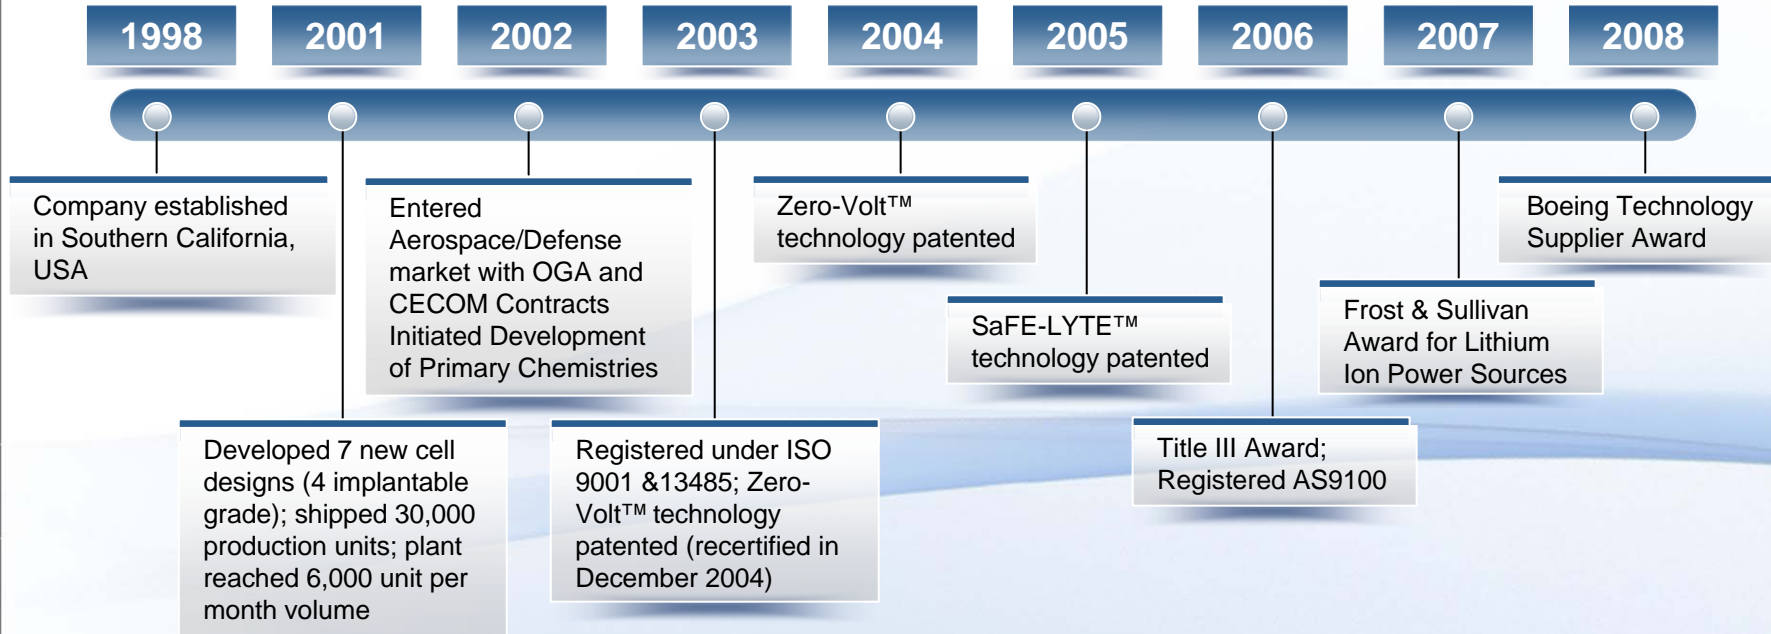 1998
2001
2002
2003
2004
2005
2006
2007
2008
Company established
in Southern California,
USA
Developed 7 new cell
designs (4 implantable
grade); shipped 30,000
production units; plant
reached 6,000 unit per
month volume
Entered
Aerospace/Defense
market with OGA and
CECOM Contracts
Initiated Development
of Primary Chemistries
Registered under ISO
9001 &13485; Zero-
Volt™ technology
patented (recertified in
December 2004)
Zero-Volt™
technology patented
SaFE-LYTE™
technology patented
Title III Award;
Registered AS9100
Frost & Sullivan
Award for Lithium
Ion Power Sources
Boeing Technology
Supplier Award